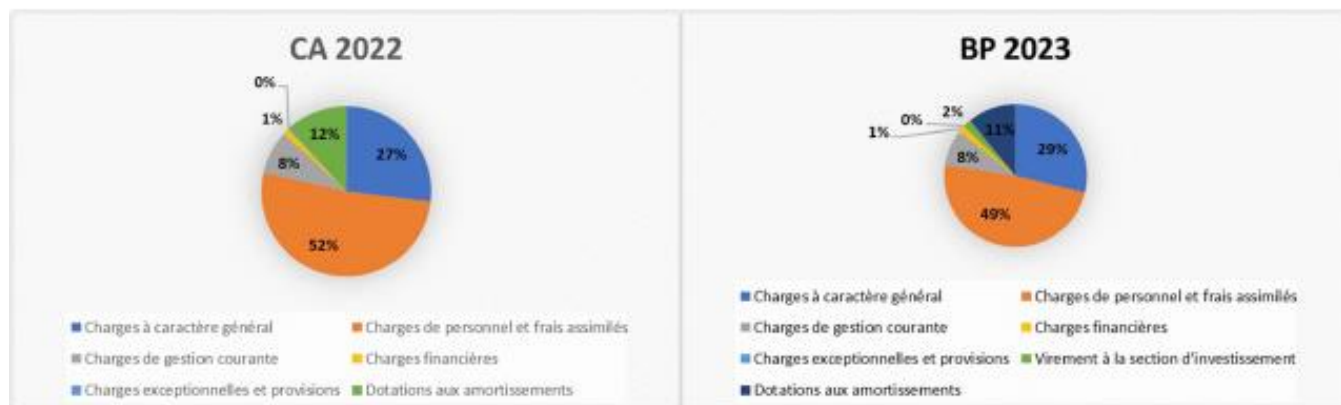 CA 2022
0%
1%
12%
27%
8%
52%
Charges à caractère général
Charges de personnel et frais assimilés
Charges de gestion courante
Charges financières
Charges exceptionnelles et provisions
Dotations aux amortissements
BP 2023
2%
0%
1%
11%
29%
8%
49%
Charges à caractère général
Charges de personnel et frais assimilés
Charges de gestion courante
Charges financières
Charges exceptionnelles et provisions
Virement à la section d'investissement
Dotations aux amortissements